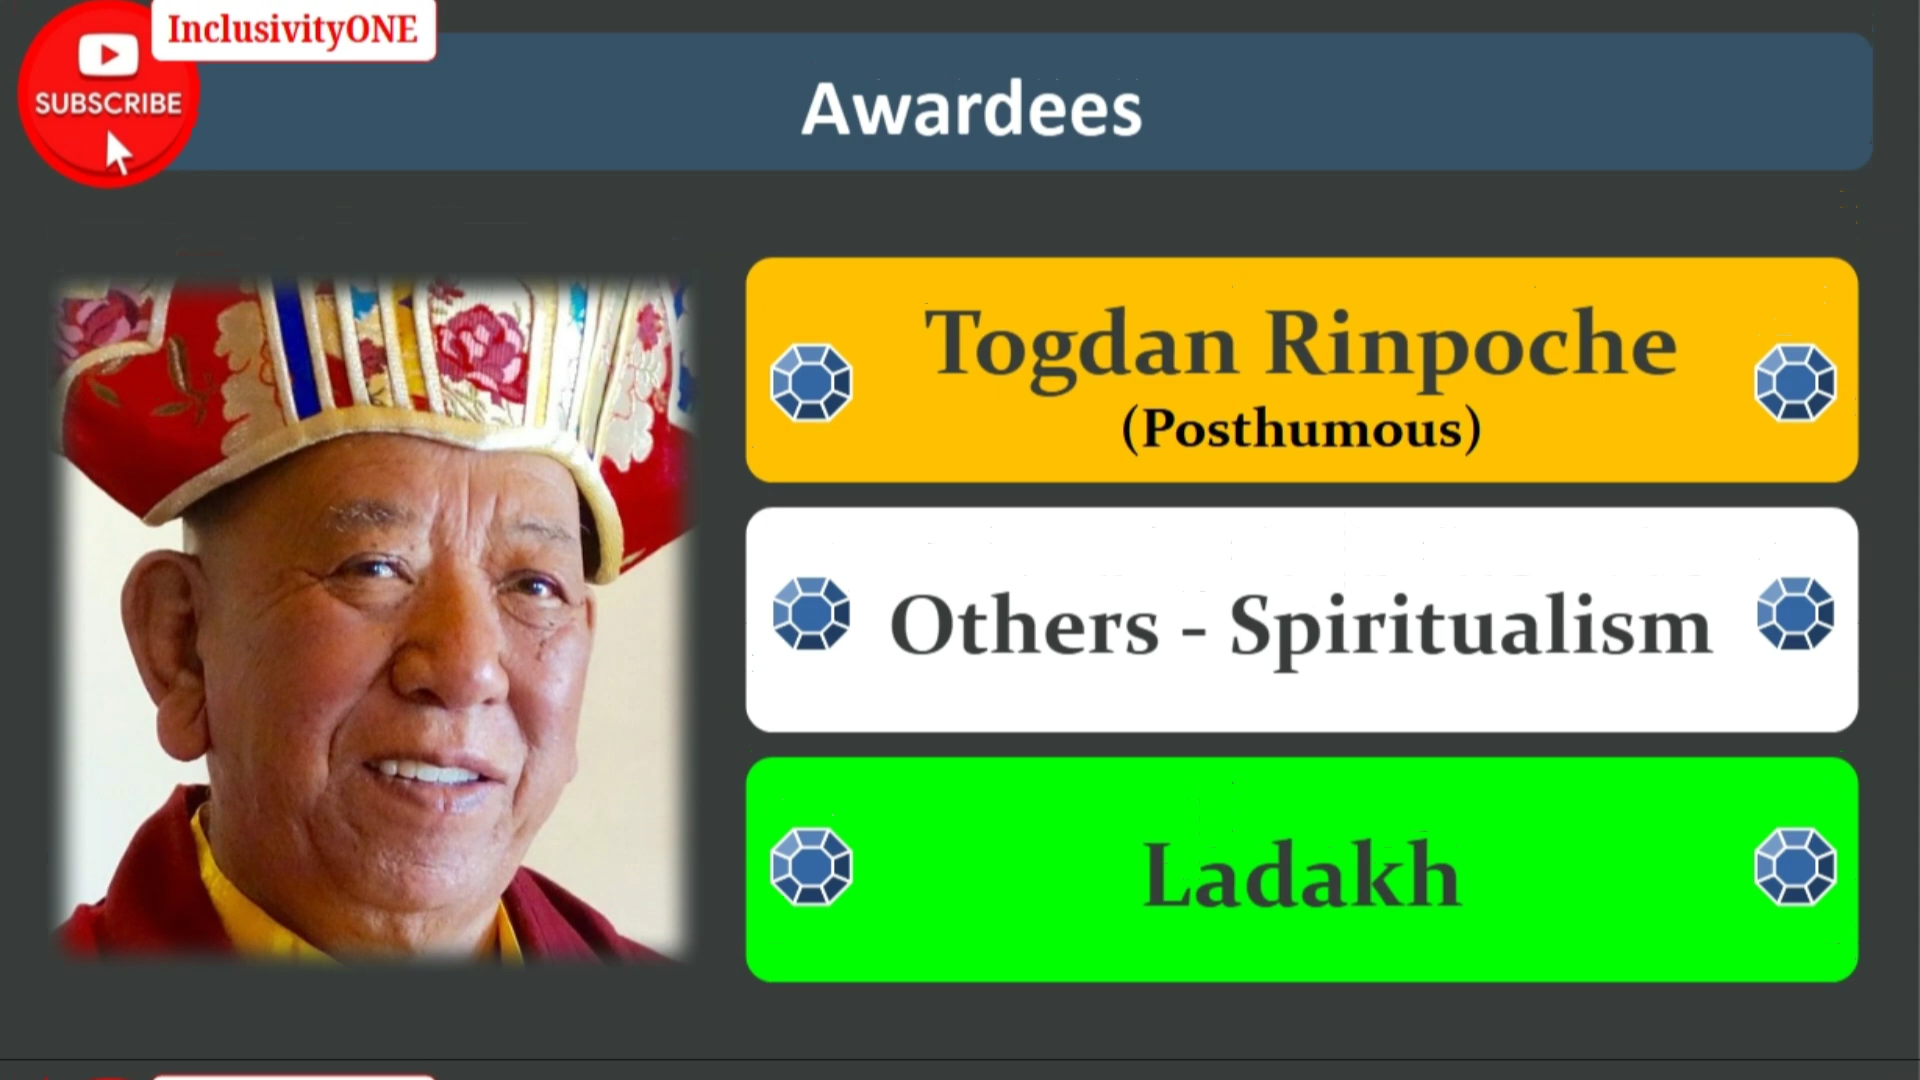 InclusivityONE
SUBSCRIBE
Awardees
Togdan Rinpoche
(Posthumous)
Others - Spiritualism
Ladakh